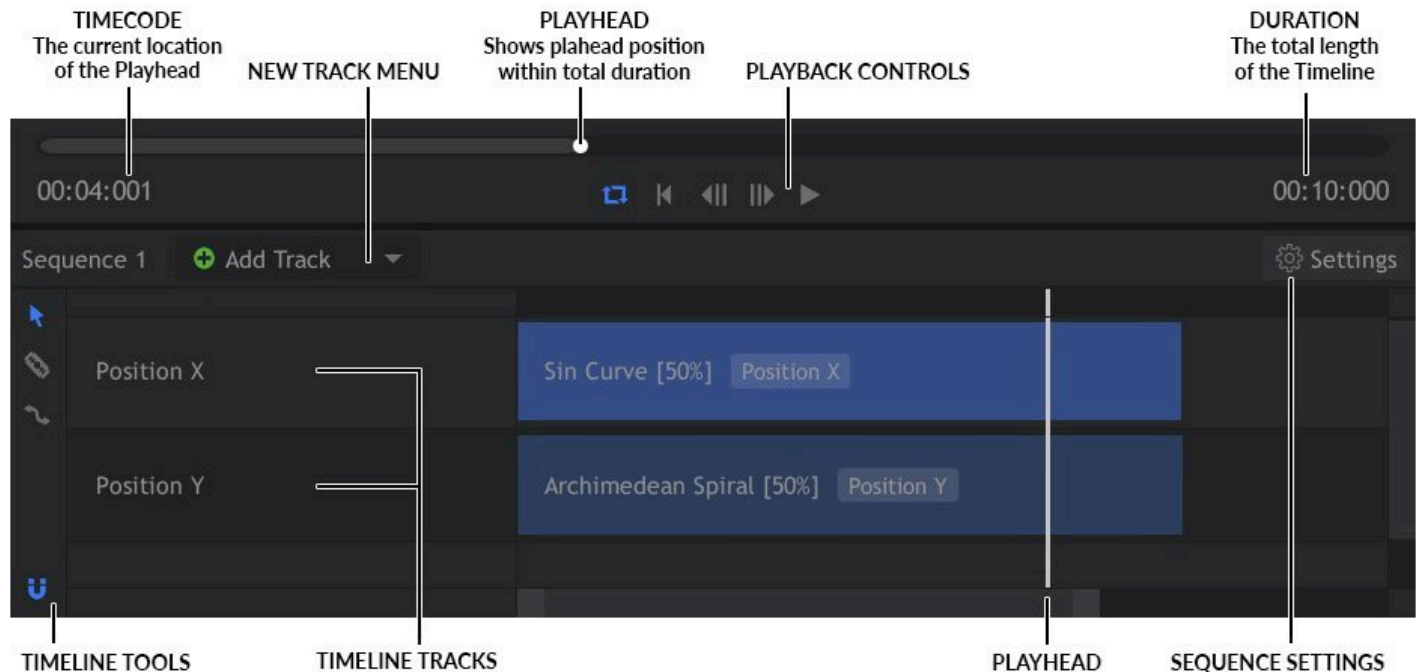 TIMECODE
The current location
of the Playhead
NEW TRACK MENU
PLAYHEAD
Shows plahead position
within total duration
PLAYBACK CONTROLS
DURATION
The total length
of the Timeline
00:04:001
00:10:000
Sequence 1
Add Track
Settings
Position X
Sin Curve [50%] Position X
Position Y
Archimedean Spiral [50%] Position Y
TIMELINE TOOLS
TIMELINE TRACKS
PLAYHEAD
SEQUENCE SETTINGS